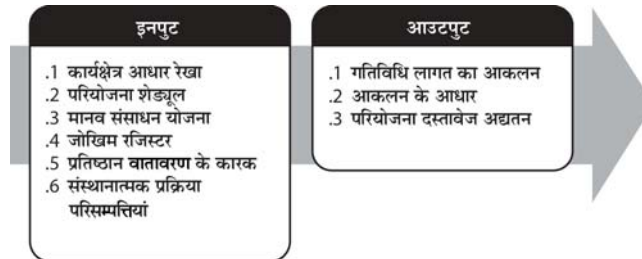 इनपुट
.1 कार्यक्षेत्र आधार रेखा
.2 परियोजना शेड्यूल
.3 मानव संसाधन योजना
.4 जोखिम रजिस्टर
.5 प्रतिष्ठान वातावरण के कारक
.6 संस्थानात्मक प्रक्रिया
परिसम्पत्तियां
आउटपुट
.1 गतिविधि लागत का आकलन
.2 आकलन के आधार
.3 परियोजना दस्तावेज अद्यतन